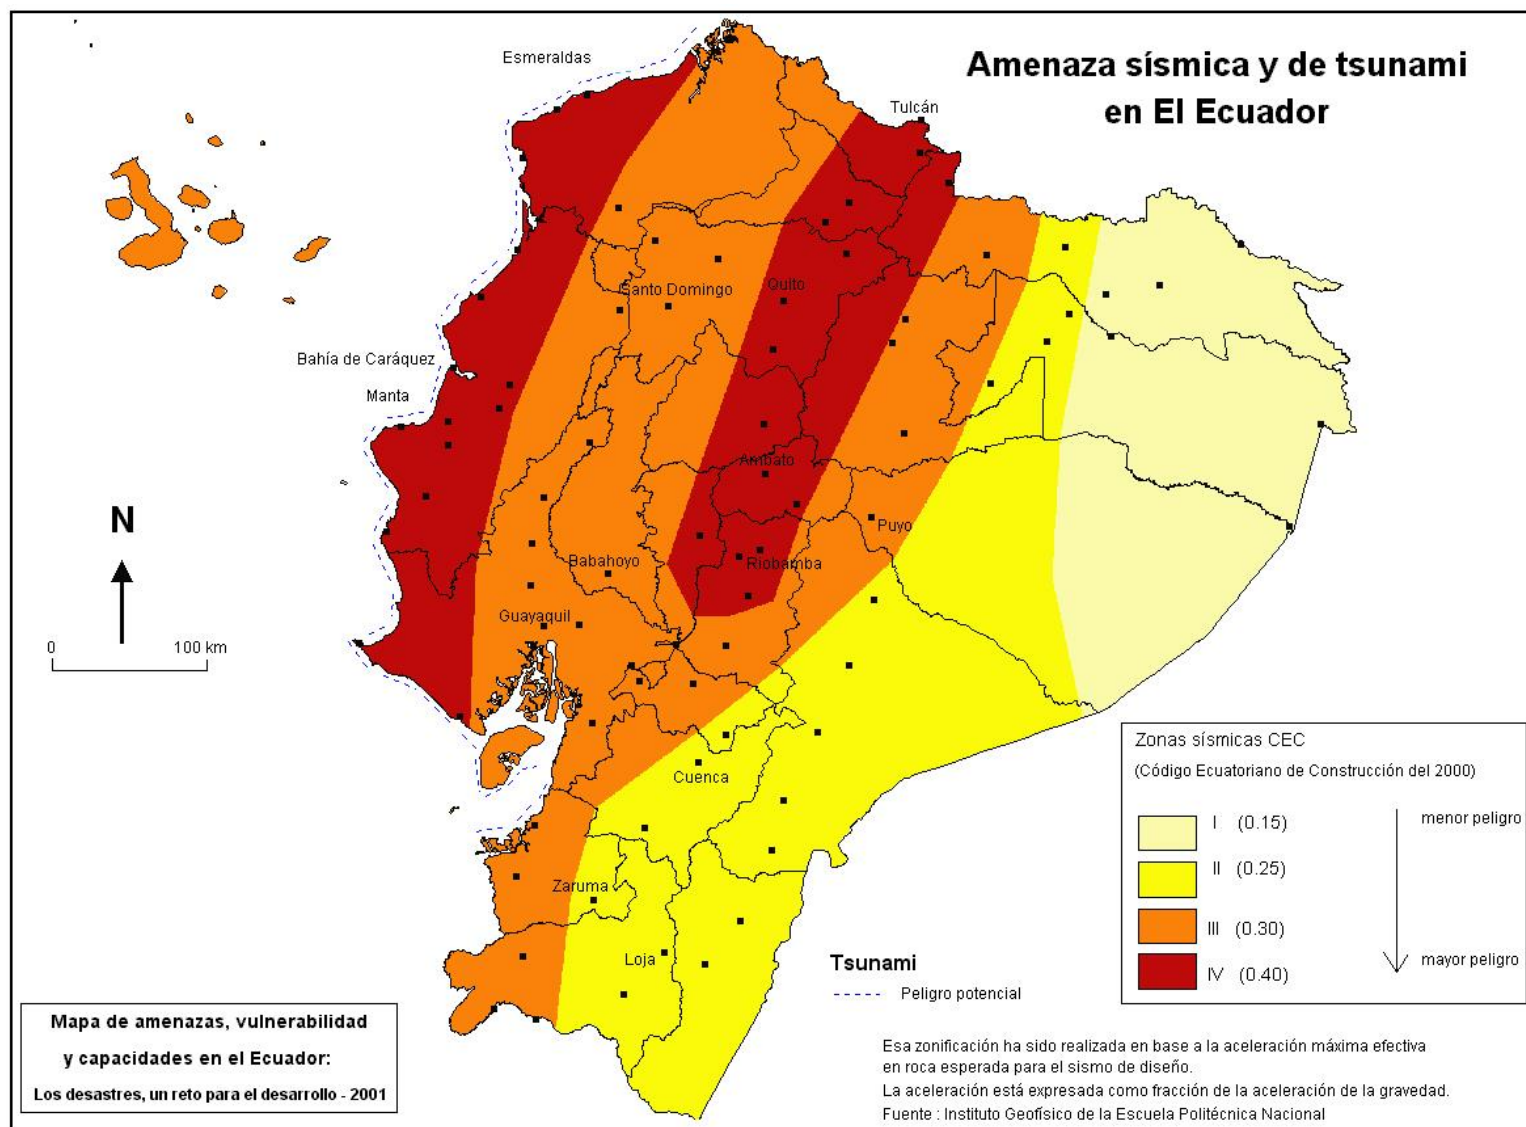 Amenaza sísmica y de tsunami
en El Ecuador
Esmeraldas
Tulcán
Santo Domingo
Quito
Bahía de Caráquez
Manta
Ambato
Puyo
N
Babahoyo
Riobamba
Guayaquil
0 100 km
Cuenca
Zaruma
Loja
Zonas sísmicas CEC
(Código Ecuatoriano de Construcción del 2000)
I (0.15)
menor peligro
II (0.25)
III (0.30)
IV (0.40)
mayor peligro
Tsunami
Peligro potencial
Mapa de amenazas, vulnerabilidad
y capacidades en el Ecuador:
Los desastres, un reto para el desarrollo - 2001
Esa zonificación ha sido realizada en base a la aceleración máxima efectiva
en roca esperada para el sismo de diseño.
La aceleración está expresada como fracción de la aceleración de la gravedad.
Fuente : Instituto Geofísico de la Escuela Politécnica Nacional